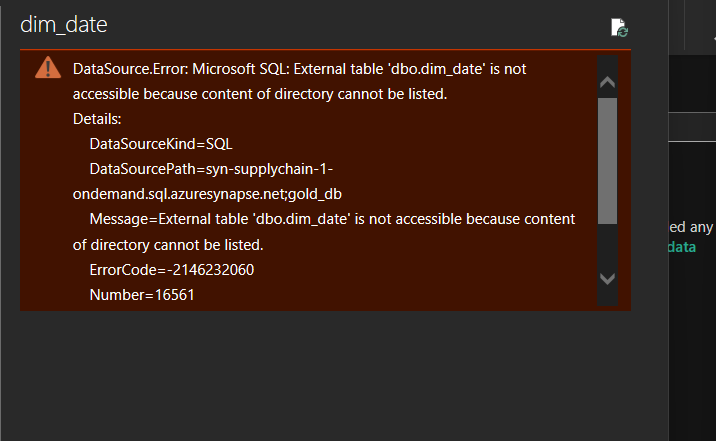 dim_date
DataSource.Error: Microsoft SQL: External table 'dbo.dim_date' is not
accessible because content of directory cannot be listed.
Details:
DataSourceKind=SQL
DataSourcePath=syn-supplychain-1-
ondemand.sql.azuresynapse.net;gold_db
Message=External table 'dbo.dim_date' is not accessible because content
of directory cannot be listed.
ErrorCode=-2146232060
Number=16561
ed any
data